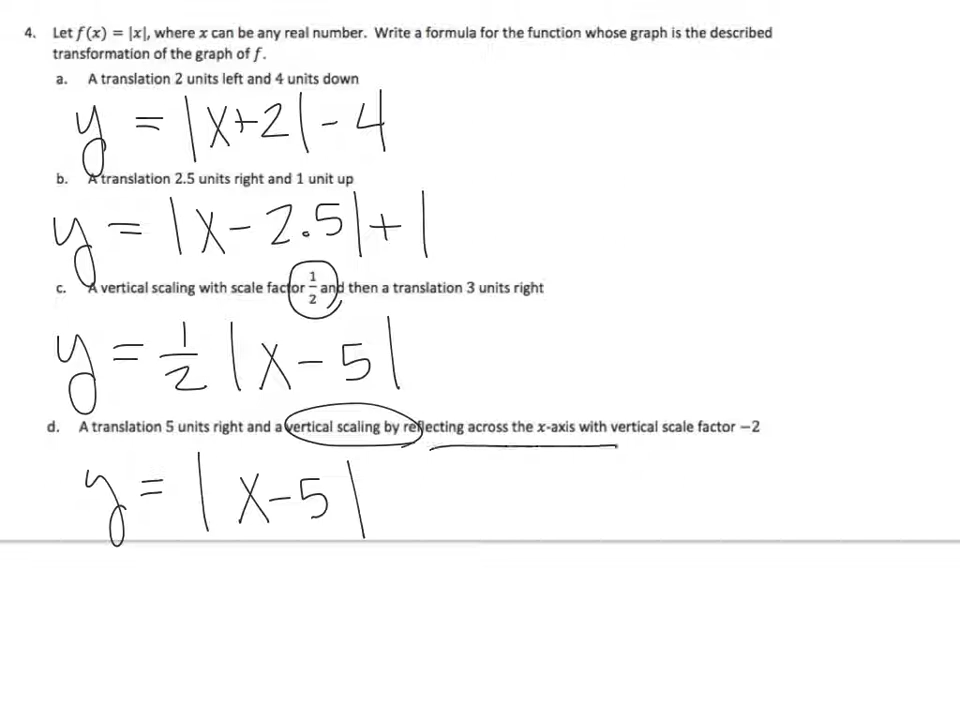 4. Let f(x) = |x|, where x can be any real number. Write a formula for the function whose graph is the described
transformation of the graph of f.
a. A translation 2 units left and 4 units down
y = |x+2| - 4
b. A translation 2.5 units right and 1 unit up
y = |x - 2.5| + 1
c. A vertical scaling with scale factor 1/2 and then a translation 3 units right
y = 1/2 |x - 5|
d. A translation 5 units right and a vertical scaling by reflecting across the x-axis with vertical scale factor −2
y = |x-5|